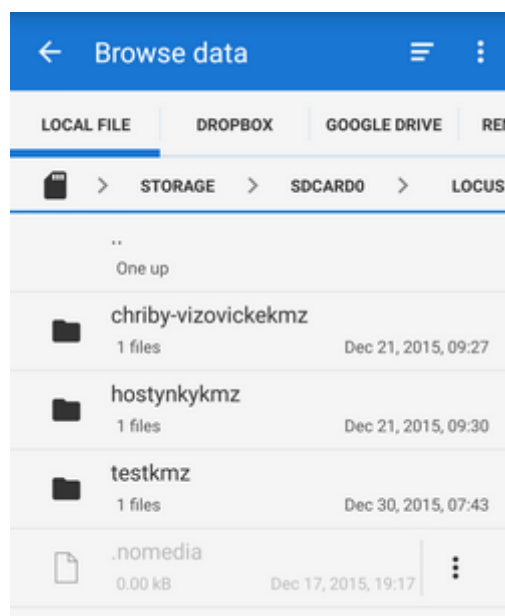 Browse data
LOCAL FILE DROPBOX GOOGLE DRIVE
STORAGE > SDCARD0 > LOCUS
..
One up
chriby-vizovickekmz
1 files Dec 21, 2015, 09:27
hostynkykmz
1 files Dec 21, 2015, 09:30
testkmz
1 files Dec 30, 2015, 07:43
.nomedia
0.00 kB Dec 17, 2015, 19:17